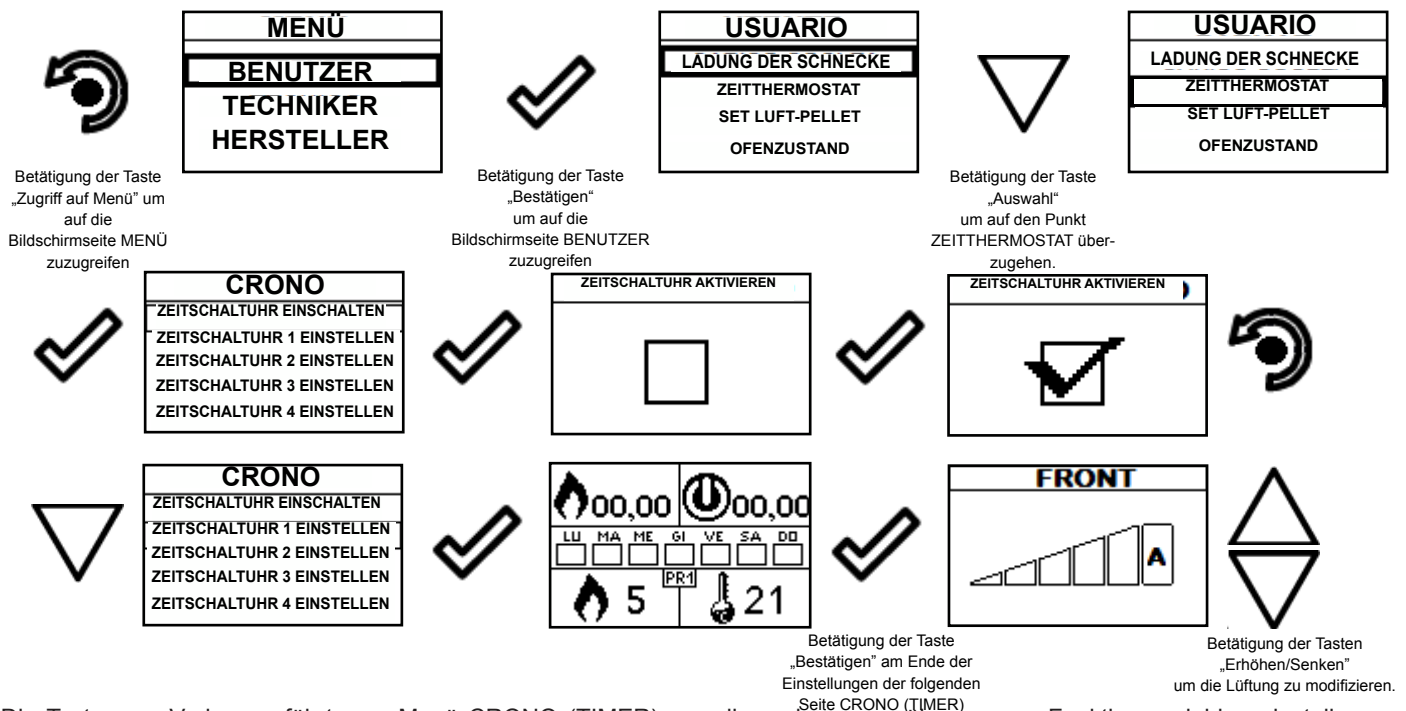 MENÜ
BENUTZER
TECHNIKER
HERSTELLER
Betätigung der Taste
„Zugriff auf Menü” um
auf die
Bildschirmseite MENÜ
zuzugreifen
USUARIO
LADUNG DER SCHNECKE
ZEITTHERMOSTAT
SET LUFT-PELLET
OFENZUSTAND
Betätigung der Taste
„Bestätigen“
um auf die
Bildschirmseite BENUTZER
zuzugreifen
USUARIO
LADUNG DER SCHNECKE
ZEITTHERMOSTAT
SET LUFT-PELLET
OFENZUSTAND
Betätigung der Taste
„Auswahl“
um auf den Punkt
ZEITTHERMOSTAT über-
zugehen.
CRONO
ZEITSCHALTUHR EINSCHALTEN
ZEITSCHALTUHR 1 EINSTELLEN
ZEITSCHALTUHR 2 EINSTELLEN
ZEITSCHALTUHR 3 EINSTELLEN
ZEITSCHALTUHR 4 EINSTELLEN
ZEITSCHALTUHR AKTIVIEREN
ZEITSCHALTUHR AKTIVIEREN
CRONO
ZEITSCHALTUHR EINSCHALTEN
ZEITSCHALTUHR 1 EINSTELLEN
ZEITSCHALTUHR 2 EINSTELLEN
ZEITSCHALTUHR 3 EINSTELLEN
ZEITSCHALTUHR 4 EINSTELLEN
00,00 00,00
LU MA ME GI VE SA DO
PR1
5 21
FRONT
A
Betätigung der Taste
„Bestätigen” am Ende der
Einstellungen der folgenden
Seite CRONO (TIMER)
Betätigung der Tasten
„Erhöhen/Senken”
um die Lüftung zu modifizieren.